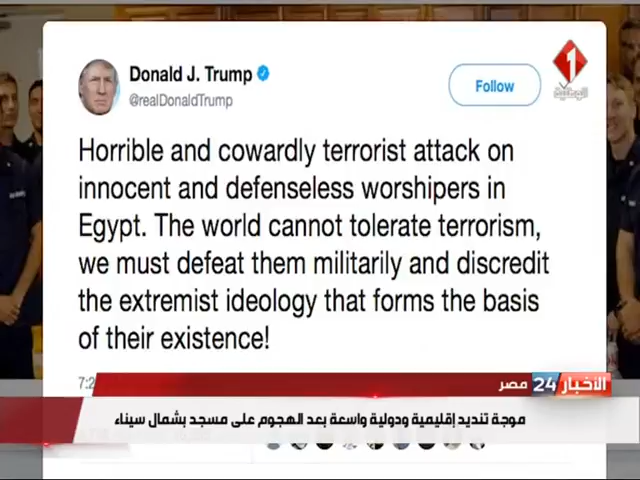 Donald J. Trump
@realDonaldTrump
Follow
1
الوطنية
Horrible and cowardly terrorist attack on
innocent and defenseless worshipers in
Egypt. The world cannot tolerate terrorism,
we must defeat them militarily and discredit
the extremist ideology that forms the basis
of their existence!
الأخبار 24 مصر
موجة تنديد إقليمية ودولية واسعة بعد الهجوم على مسجد بشمال سيناء